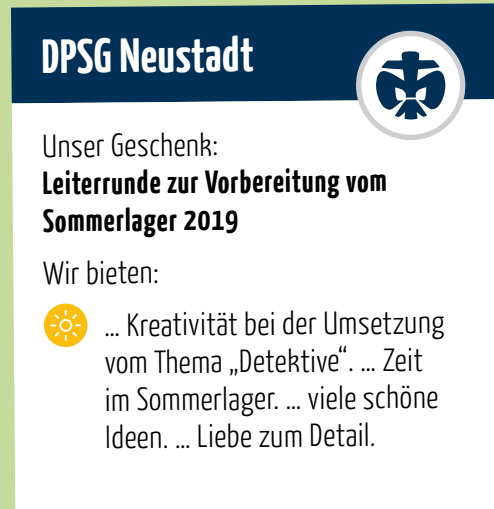 DPSG Neustadt
Unser Geschenk:
Leiterrunde zur Vorbereitung vom
Sommerlager 2019
Wir bieten:
... Kreativität bei der Umsetzung
vom Thema „Detektive“. ... Zeit
im Sommerlager. ... viele schöne
Ideen. ... Liebe zum Detail.